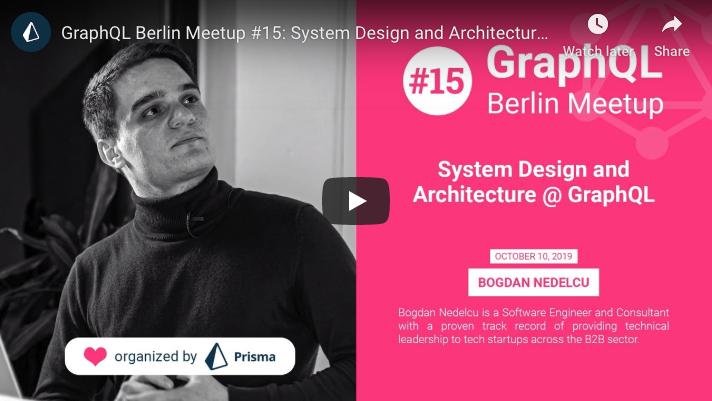 GraphQL Berlin Meetup #15: System Design and Architectur...
Watch later
Share
#15
GraphQL
Berlin Meetup
System Design and
Architecture @ GraphQL
OCTOBER 10, 2019
BOGDAN NEDELCU
Bogdan Nedelcu is a Software Engineer and Consultant
with a proven track record of providing technical
leadership to tech startups across the B2B sector.
organized by Prisma